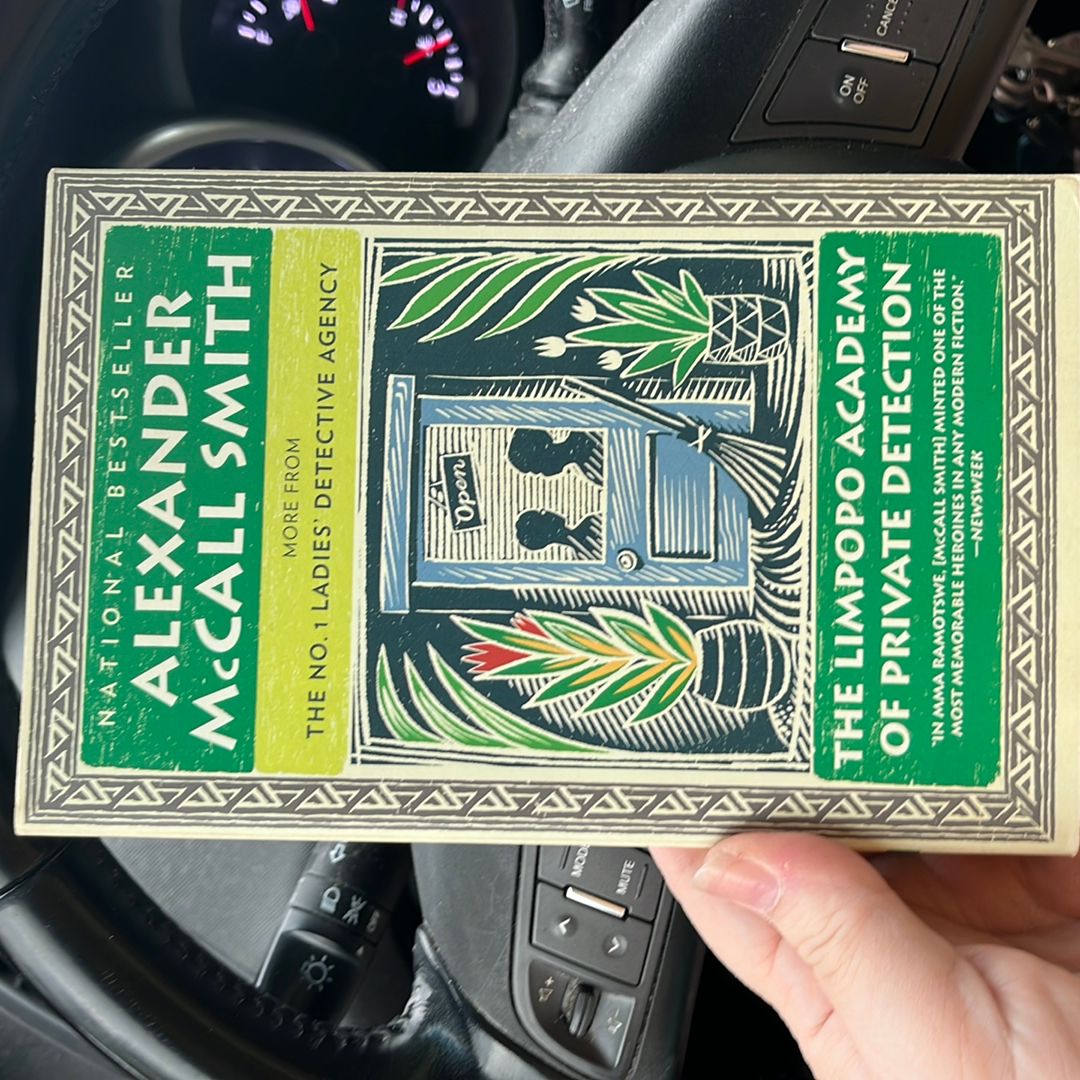 NATIONAL BESTSELLER
ALEXANDER
McCALL SMITH
MORE FROM
THE NO. 1 LADIES' DETECTIVE AGENCY
Open
THE LIMPOPO ACADEMY
OF PRIVATE DETECTION
"IN MMA RAMOTSWE, [McCALL SMITH] MINTED ONE OF THE
MOST MEMORABLE HEROINES IN ANY MODERN FICTION."
—NEWSWEEK
F
H
C
CANCEL
ON
OFF
MODE
MUTE